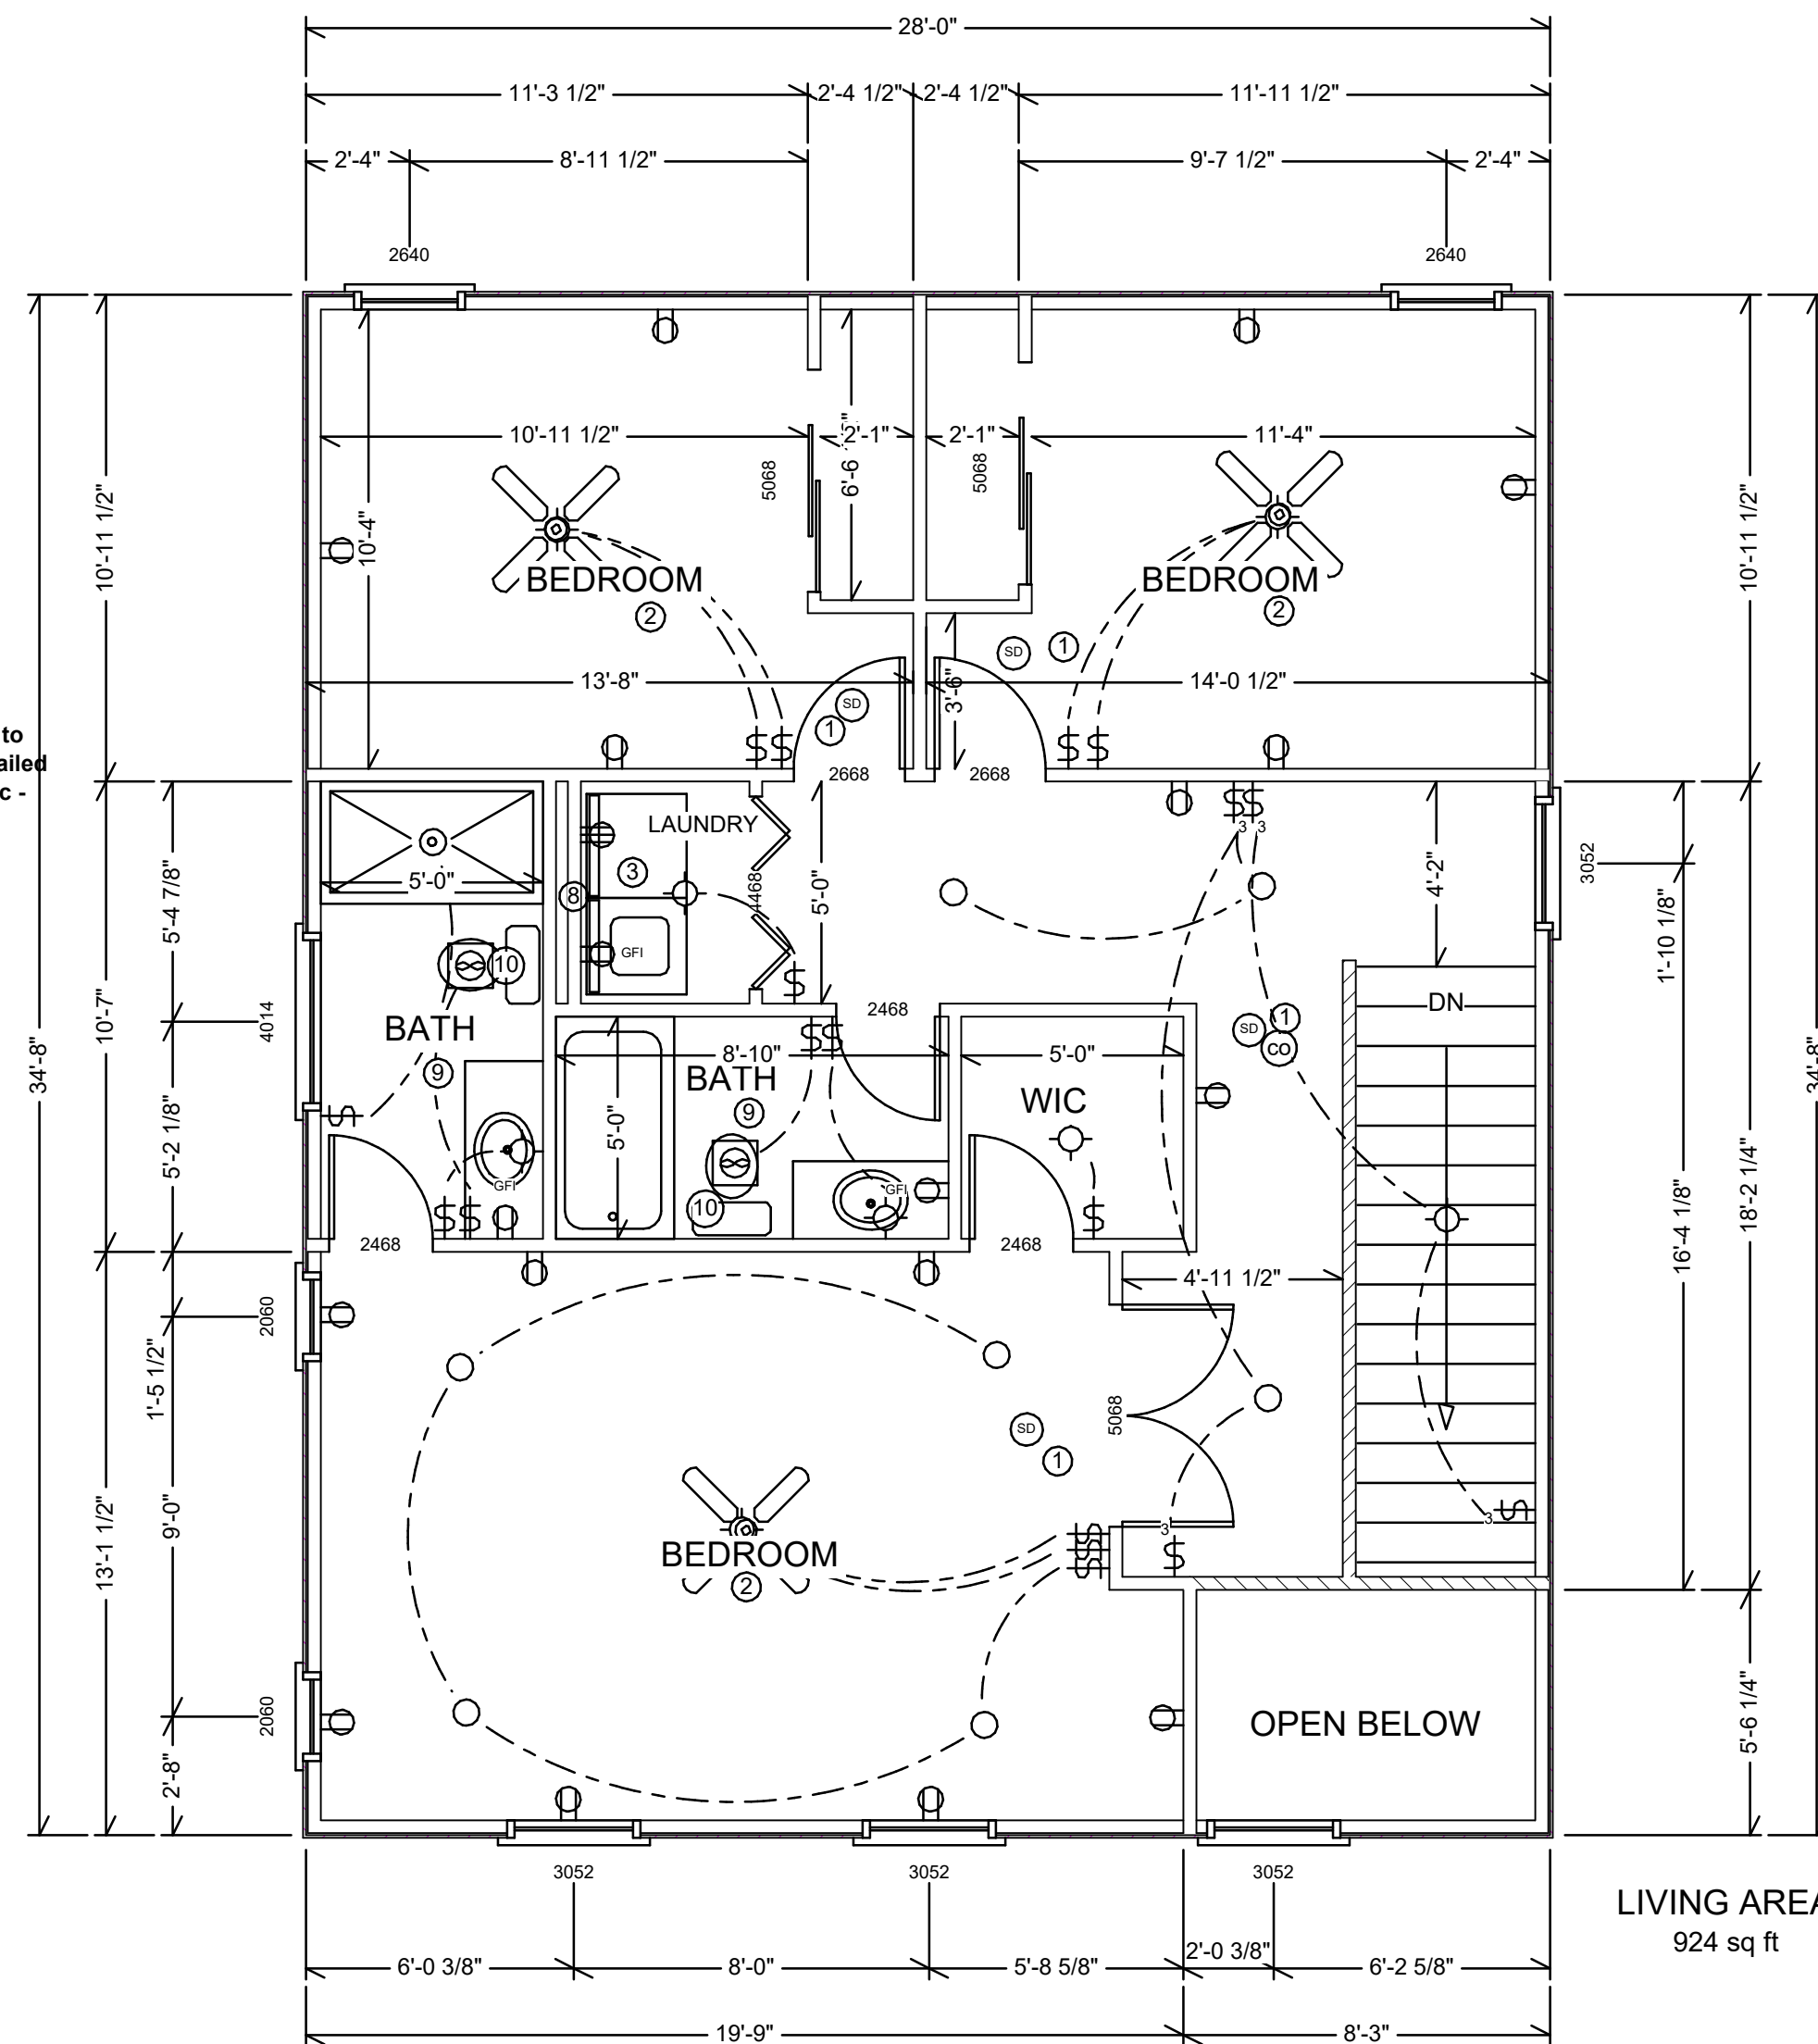 28'-0"
11'-3 1/2" 2'-4 1/2" 2'-4 1/2" 11'-11 1/2"
2'-4" 8'-11 1/2" 9'-7 1/2" 2'-4"
2640 2640
10'-11 1/2" 2'-1" 2'-1" 11'-4"
5068 5068
6'-6
10'-4"
10'-11 1/2" 10'-11 1/2"
BEDROOM BEDROOM
2 2
SD 1
13'-8" 14'-0 1/2"
3'-6"
SD
1
to
ailed
c -
2668 2668
LAUNDRY
3 3
3
8
4468
5'-0"
5'-0"
4'-2"
3052
5'-4 7/8"
1'-10 1/8"
GFI
10
DN
2468
4014
10'-7"
34'-8"
34'-8"
BATH
9
8'-10" 5'-0"
BATH
9
WIC
SD 1
CO
5'-0"
5'-2 1/8"
GFI
GFI
10
18'-2 1/4"
16'-4 1/8"
2468 2468
4'-11 1/2"
2060
1'-5 1/2"
5068
SD
1
9'-0"
13'-1 1/2"
3
3
BEDROOM
2
2060
2'-8"
OPEN BELOW
5'-6 1/4"
3052 3052 3052
LIVING AREA
924 sq ft
6'-0 3/8" 8'-0" 5'-8 5/8" 2'-0 3/8" 6'-2 5/8"
19'-9" 8'-3"